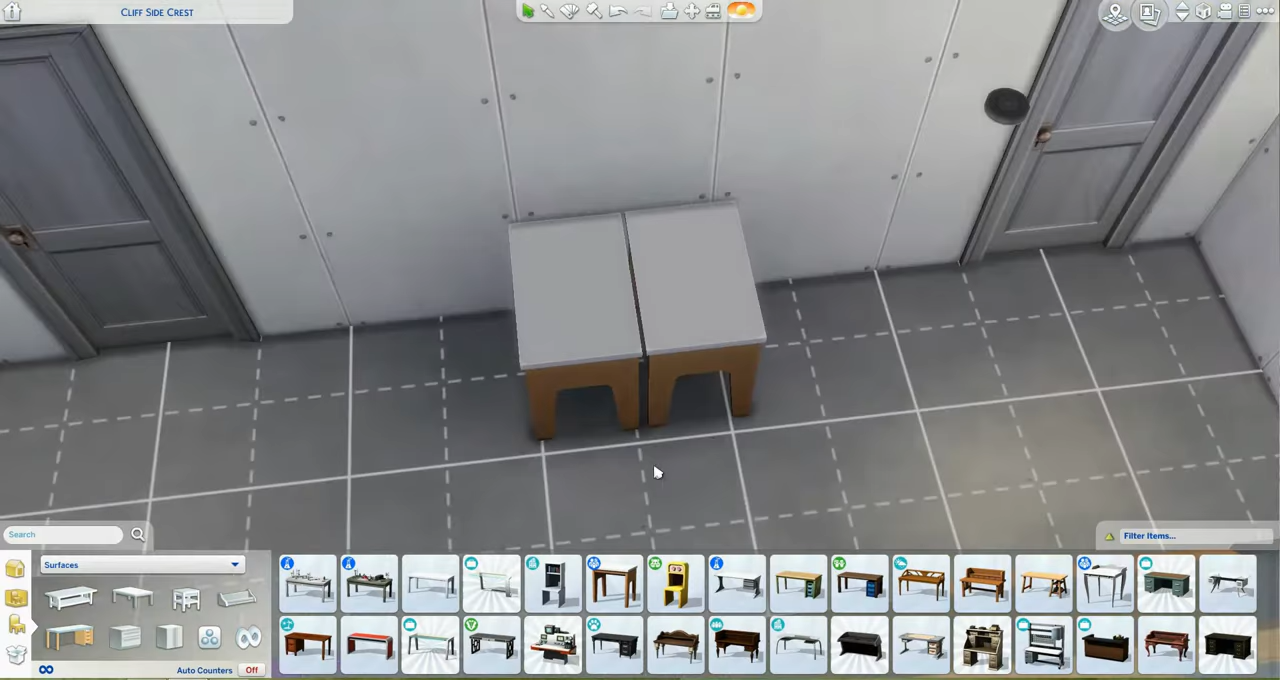 Cliff Side Crest
Search
Filter Items...
Surfaces
Auto Counters Off